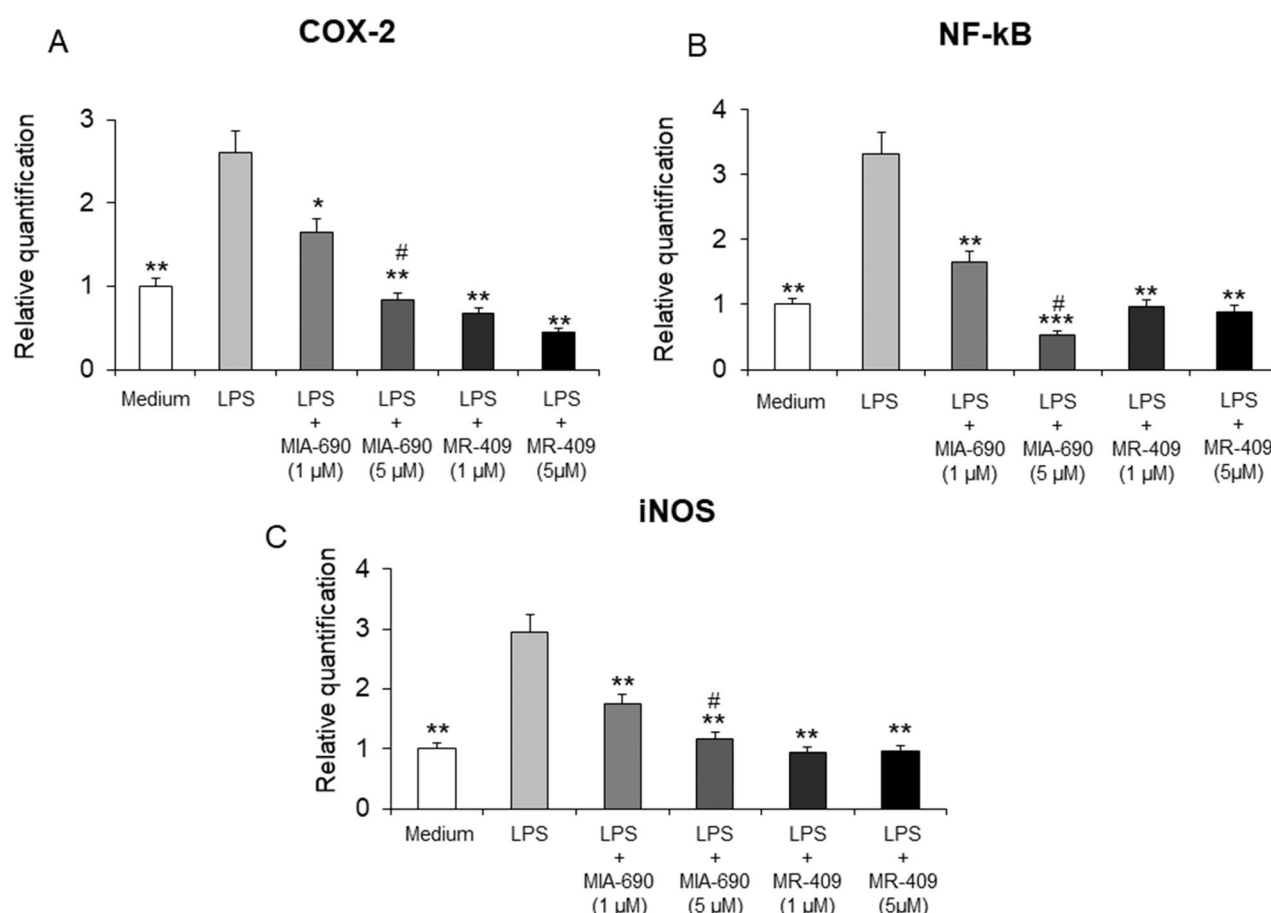 A
COX-2
Relative quantification
3
2
1
0
**
*
#
**
**
**
Medium
LPS
LPS
+
MIA-690
(1 µM)
LPS
+
MIA-690
(5 µM)
LPS
+
MR-409
(1 µM)
LPS
+
MR-409
(5µM)
B
NF-kB
Relative quantification
4
3
2
1
0
**
**
#
***
**
**
Medium
LPS
LPS
+
MIA-690
(1 µM)
LPS
+
MIA-690
(5 µM)
LPS
+
MR-409
(1 µM)
LPS
+
MR-409
(5µM)
C
iNOS
Relative quantification
4
3
2
1
0
**
**
#
**
**
**
Medium
LPS
LPS
+
MIA-690
(1 µM)
LPS
+
MIA-690
(5 µM)
LPS
+
MR-409
(1 µM)
LPS
+
MR-409
(5µM)